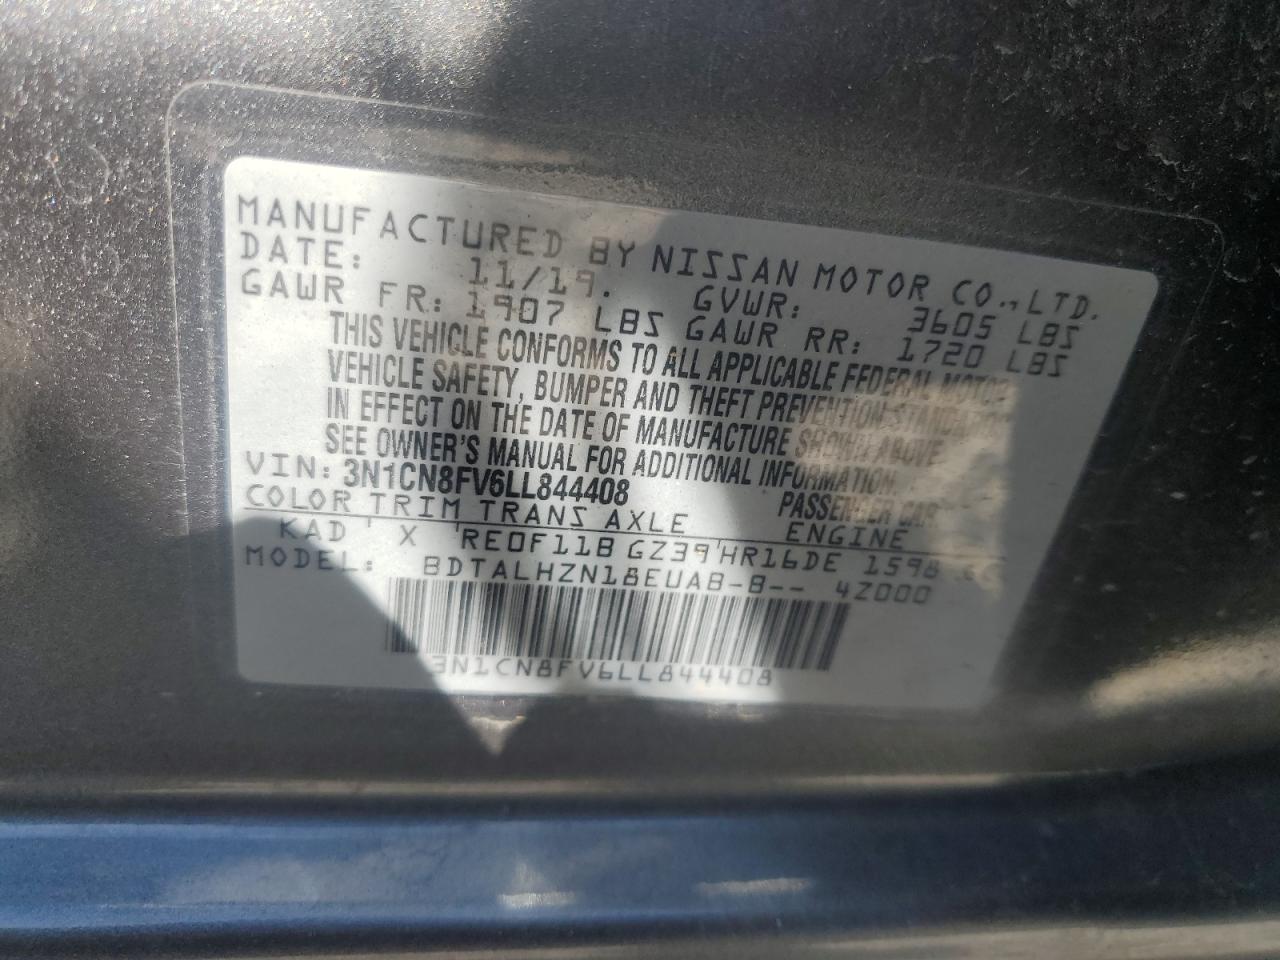 MANUFACTURED BY NISSAN MOTOR CO., LTD.
DATE: 11/19. GVWR: 3605 LBS
GAWR FR: 1907 LBS GAWR RR: 1720 LBS
THIS VEHICLE CONFORMS TO ALL APPLICABLE FEDERAL MOTOR
VEHICLE SAFETY, BUMPER AND THEFT PREVENTION STANDARDS
IN EFFECT ON THE DATE OF MANUFACTURE SHOWN ABOVE.
SEE OWNER'S MANUAL FOR ADDITIONAL INFORMATION.
VIN: 3N1CN8FV6LL844408 PASSENGER CAR
COLOR TRIM TRANS AXLE ENGINE
KAD X RE0F11B GZ39 HR16DE 1598 CC
MODEL: BDTALHZN18EUAB-B-- 4Z000
3N1CN8FV6LL844408